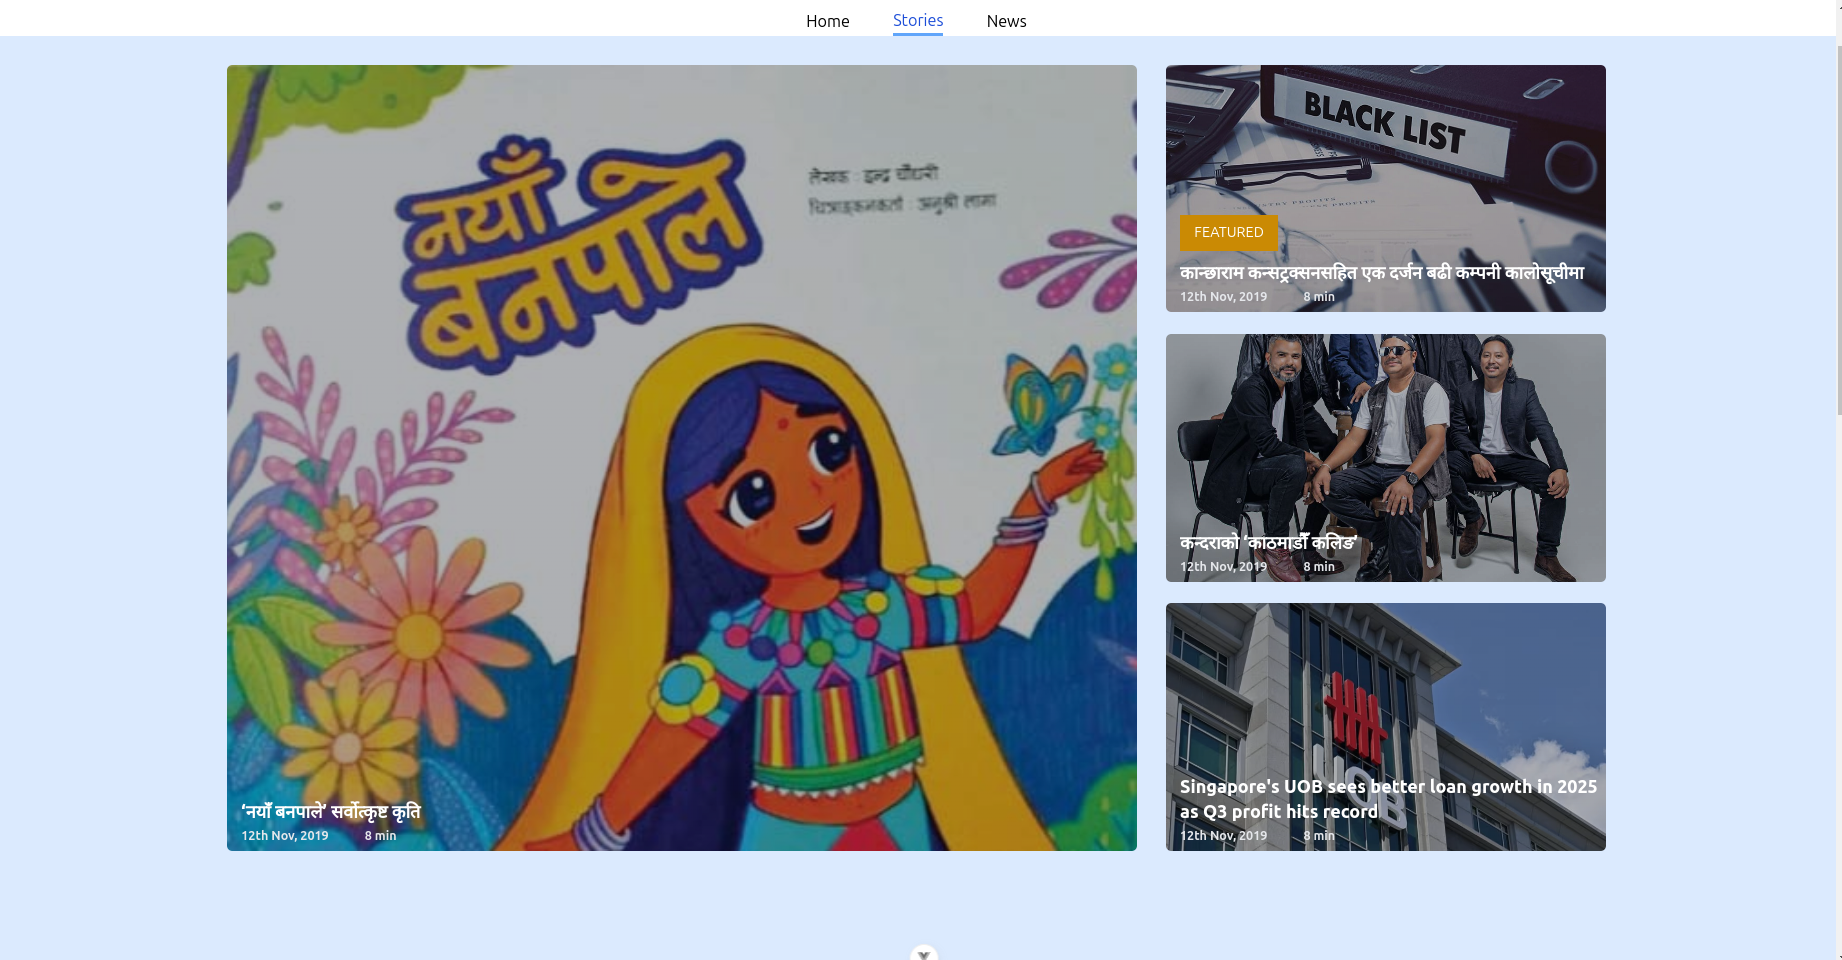 Home
Stories
News
नयाँ
बनपाले
लेखक : इन्द्र चौधरी
चित्राङ्कनकर्ता : अनुश्री लामा
‘नयाँ बनपाले’ सर्वोत्कृष्ट कृति
12th Nov, 2019 8 min
BLACK LIST
FEATURED
कान्छाराम कन्सट्रक्सनसहित एक दर्जन बढी कम्पनी कालोसूचीमा
12th Nov, 2019 8 min
कन्दराको ‘काठमाडौँ कलिङ’
12th Nov, 2019 8 min
UOB
Singapore's UOB sees better loan growth in 2025
as Q3 profit hits record
12th Nov, 2019 8 min